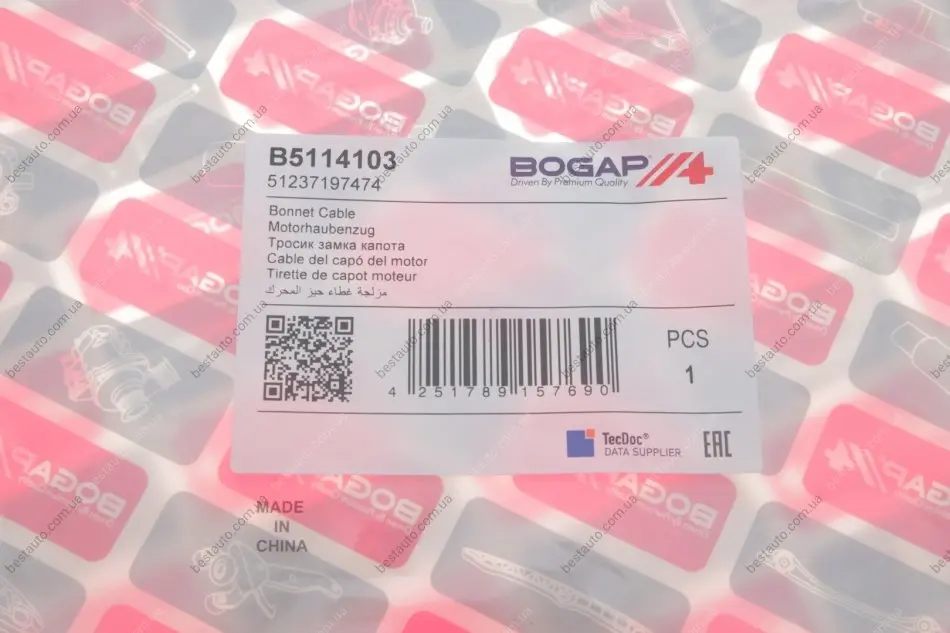 B5114103
51237197474
BOGAP
Driven By Premium Quality
Bonnet Cable
Motorhaubenzug
Тросик замка капота
Cable del capó del motor
Tirette de capot moteur
مزلجة غطاء حيز المحرك
4 251789 157690
PCS
1
TecDoc®
DATA SUPPLIER
EAC
MADE
IN
CHINA
bestauto.com.ua